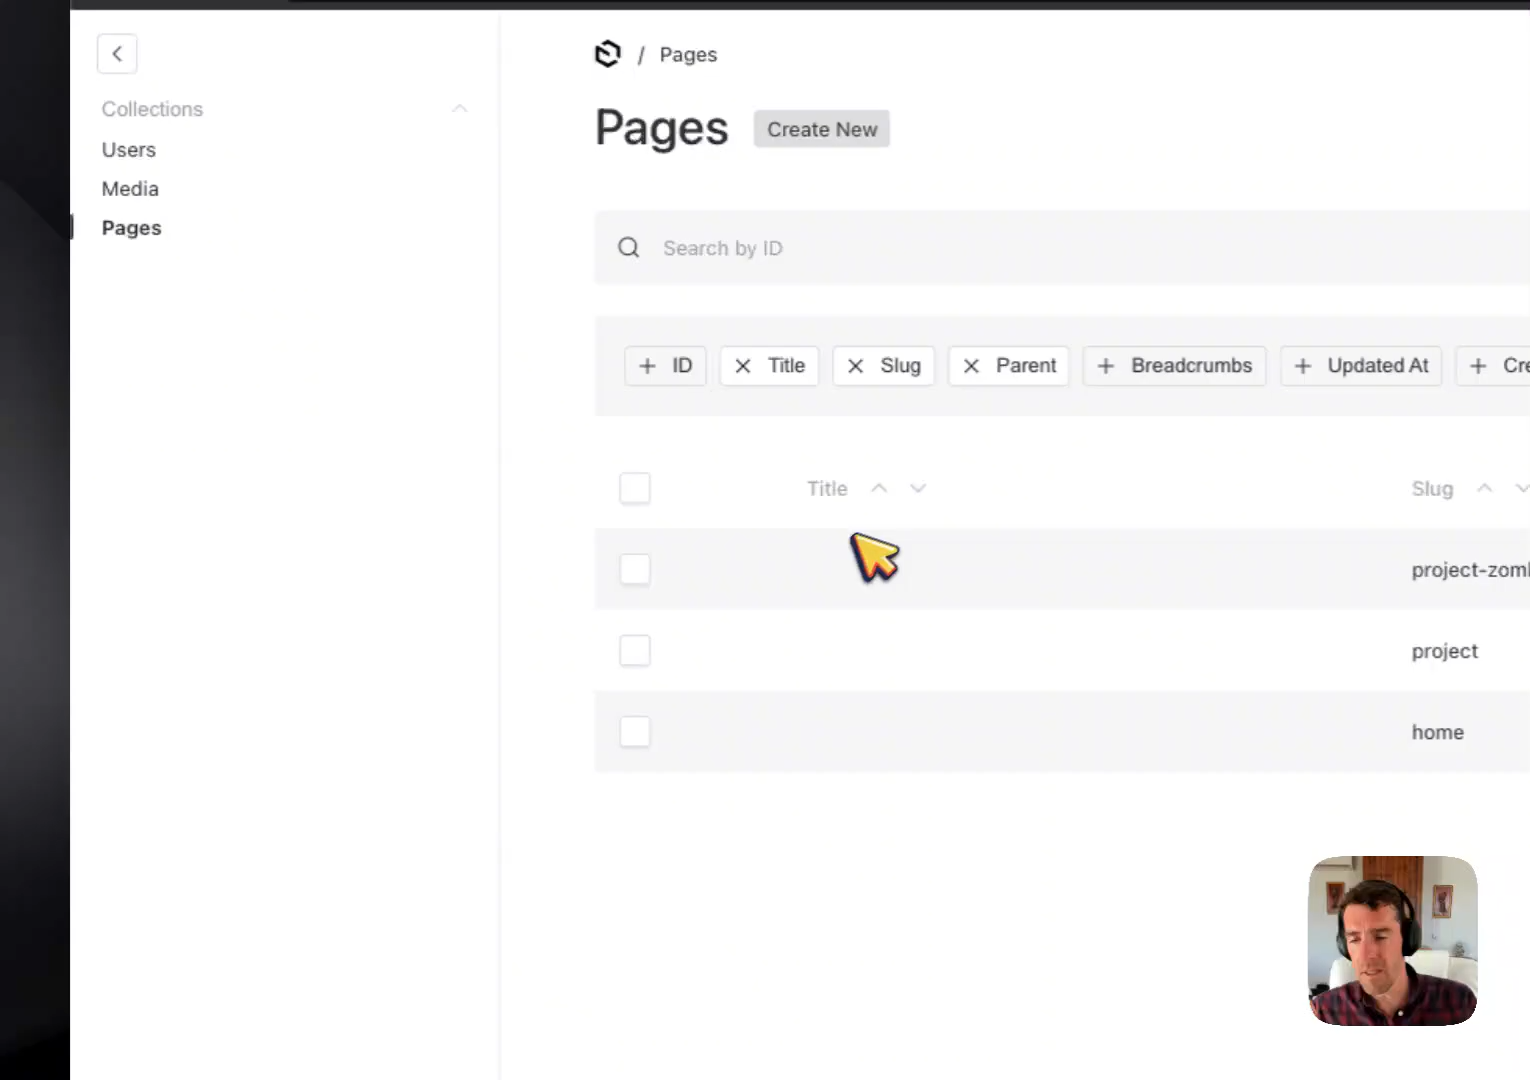 / Pages
Collections
Users
Media
Pages
Pages
Create New
Search by ID
ID
Title
Slug
Parent
Breadcrumbs
Updated At
Title
Slug
project
home